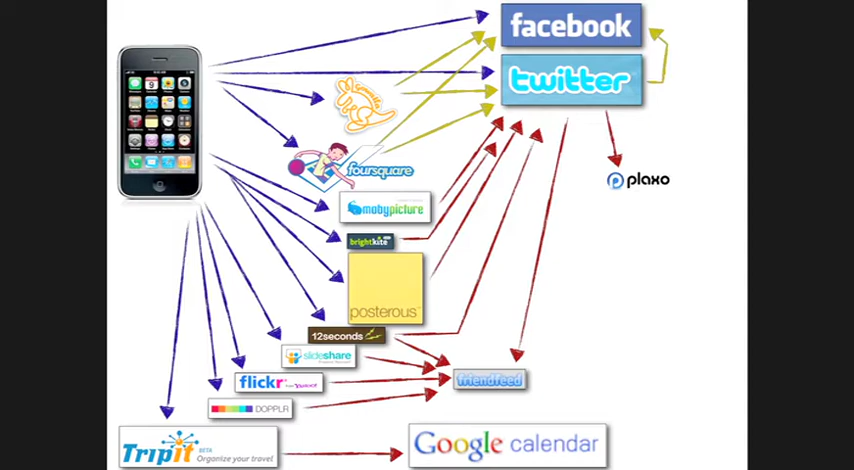 facebook
twitter
Gowalla
foursquare
plaxo
mobypicture
brightkite
posterous
12seconds
slideshare
flickr from YAHOO!
friendfeed
DOPPLR
TripIt BETA
Organize your travel
Google calendar